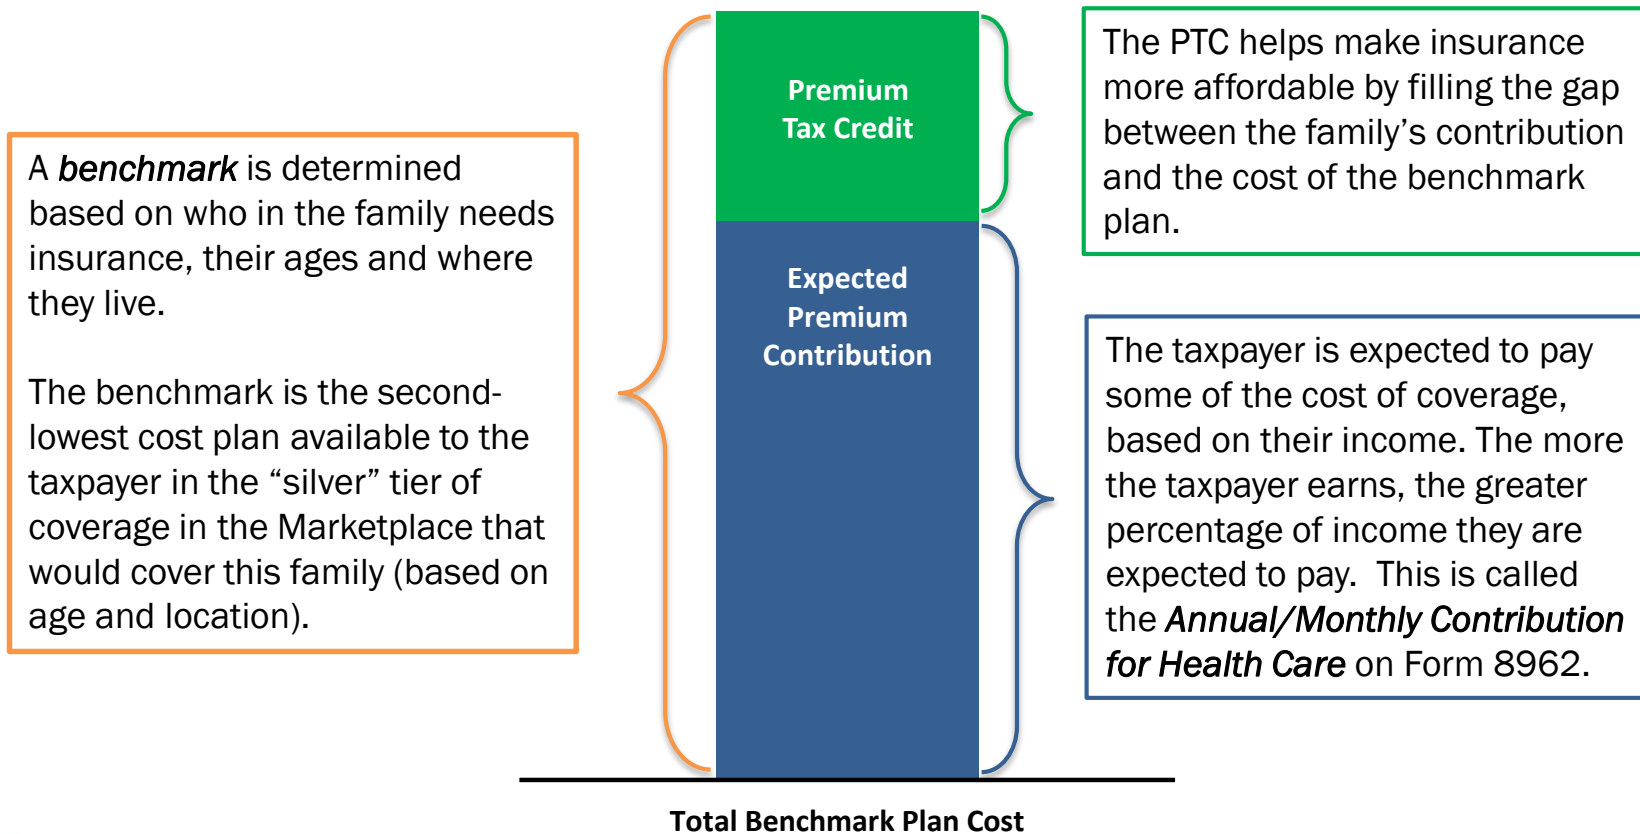 A benchmark is determined
based on who in the family needs
insurance, their ages and where
they live.
The benchmark is the second-
lowest cost plan available to the
taxpayer in the “silver” tier of
coverage in the Marketplace that
would cover this family (based on
age and location).
Premium
Tax Credit
Expected
Premium
Contribution
Total Benchmark Plan Cost
The PTC helps make insurance
more affordable by filling the gap
between the family’s contribution
and the cost of the benchmark
plan.
The taxpayer is expected to pay
some of the cost of coverage,
based on their income. The more
the taxpayer earns, the greater
percentage of income they are
expected to pay.  This is called
the Annual/Monthly Contribution
for Health Care on Form 8962.